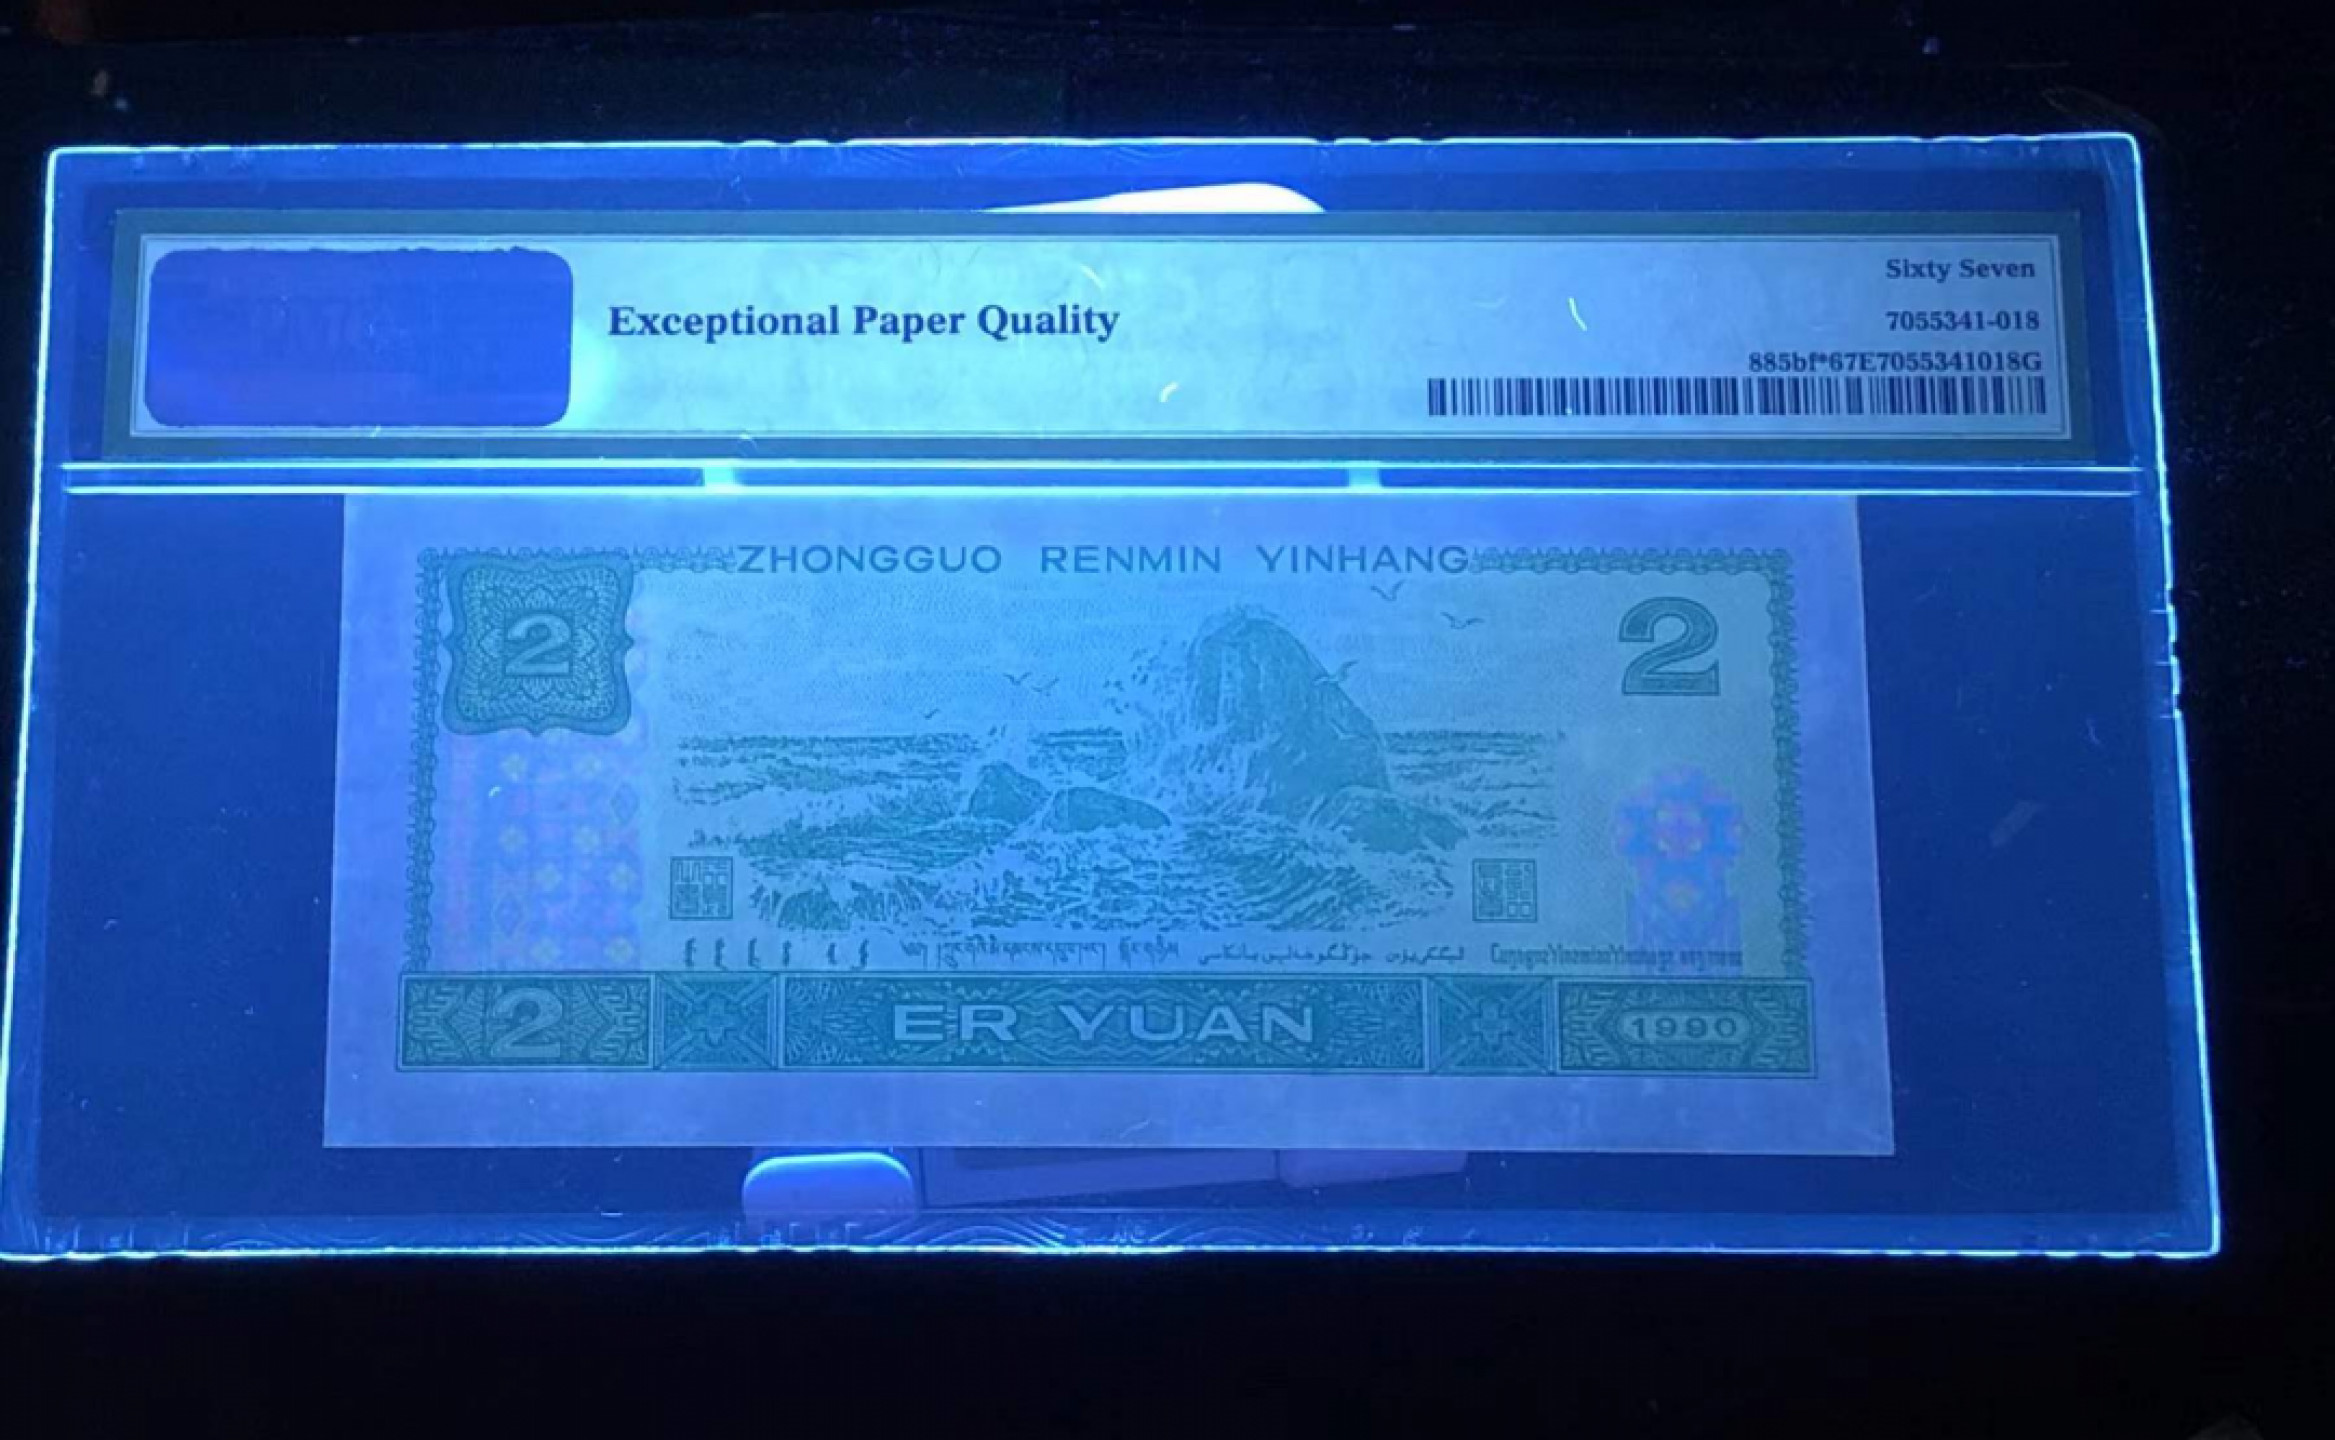 Sixty Seven
Exceptional Paper Quality
7055341-018
885bf*67E7055341018G
ZHONGGUO RENMIN YINHANG
2
2
2 ER YUAN 1990